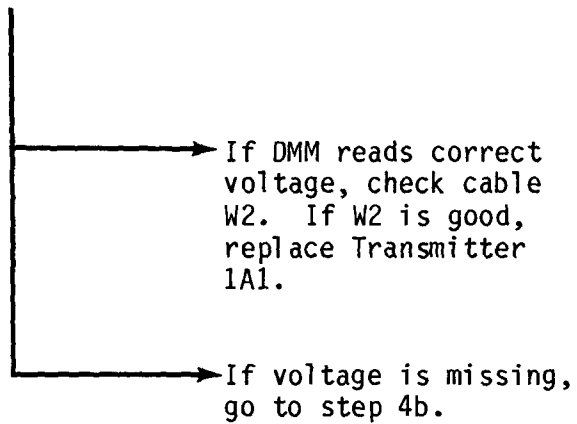 If DMM reads correct
voltage, check cable
W2. If W2 is good,
replace Transmitter
1A1.
If voltage is missing,
go to step 4b.